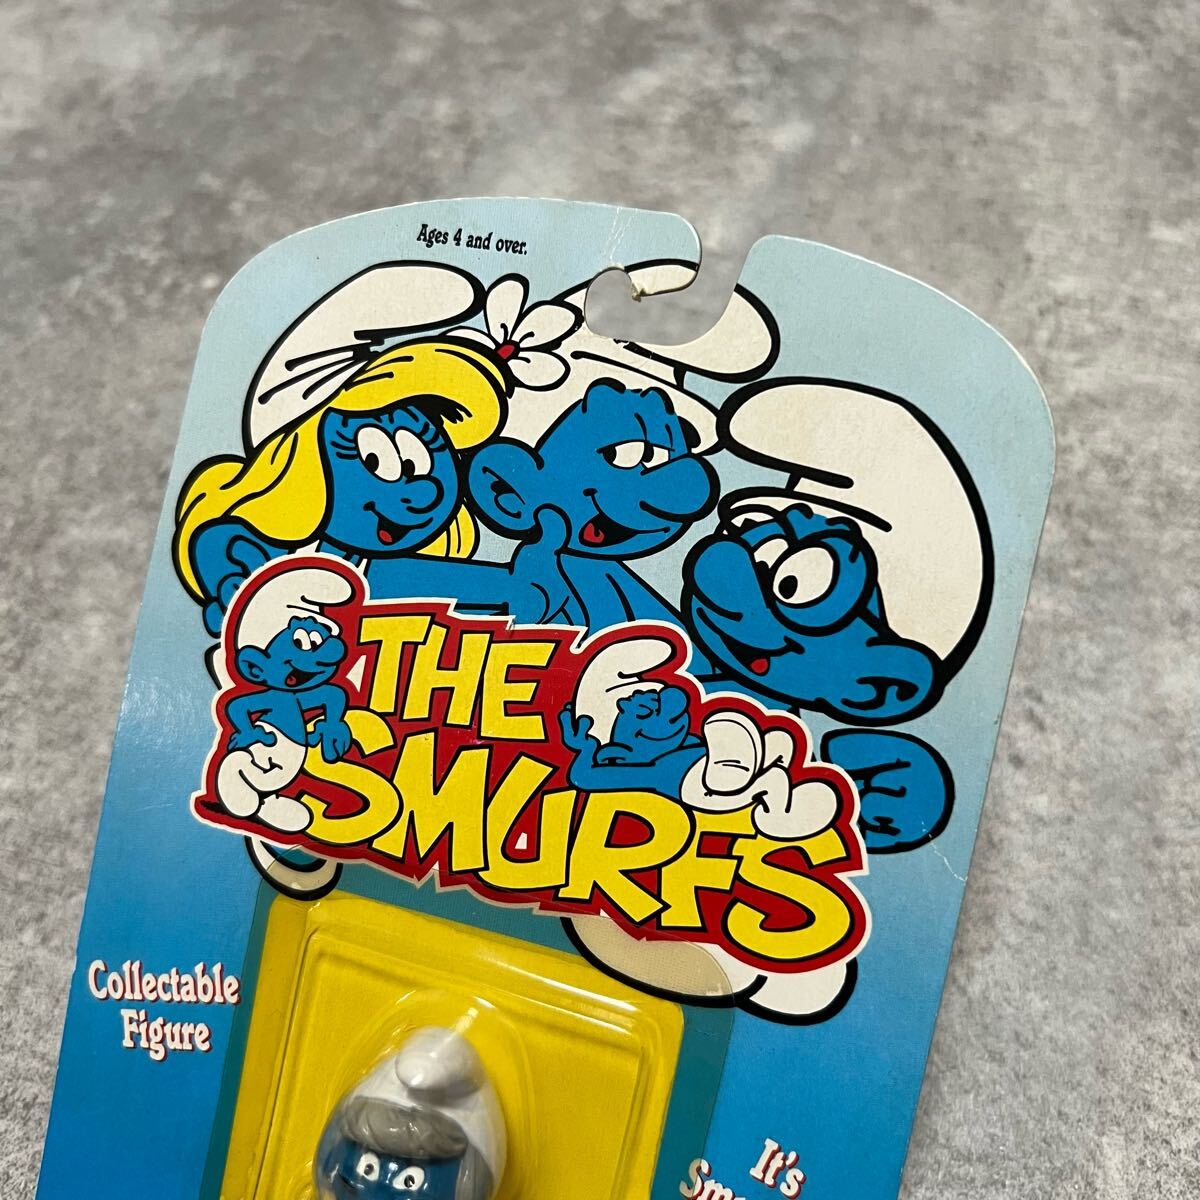 Ages 4 and over.
THE
SMURFS
Collectable
Figure
It's